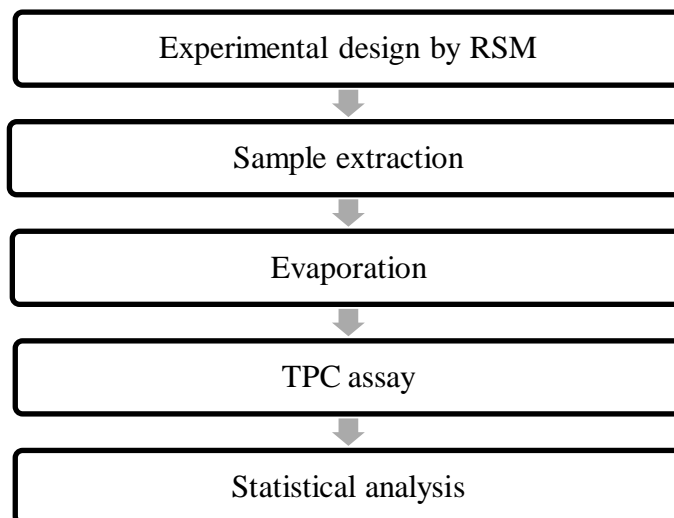 Experimental design by RSM
Sample extraction
Evaporation
TPC assay
Statistical analysis